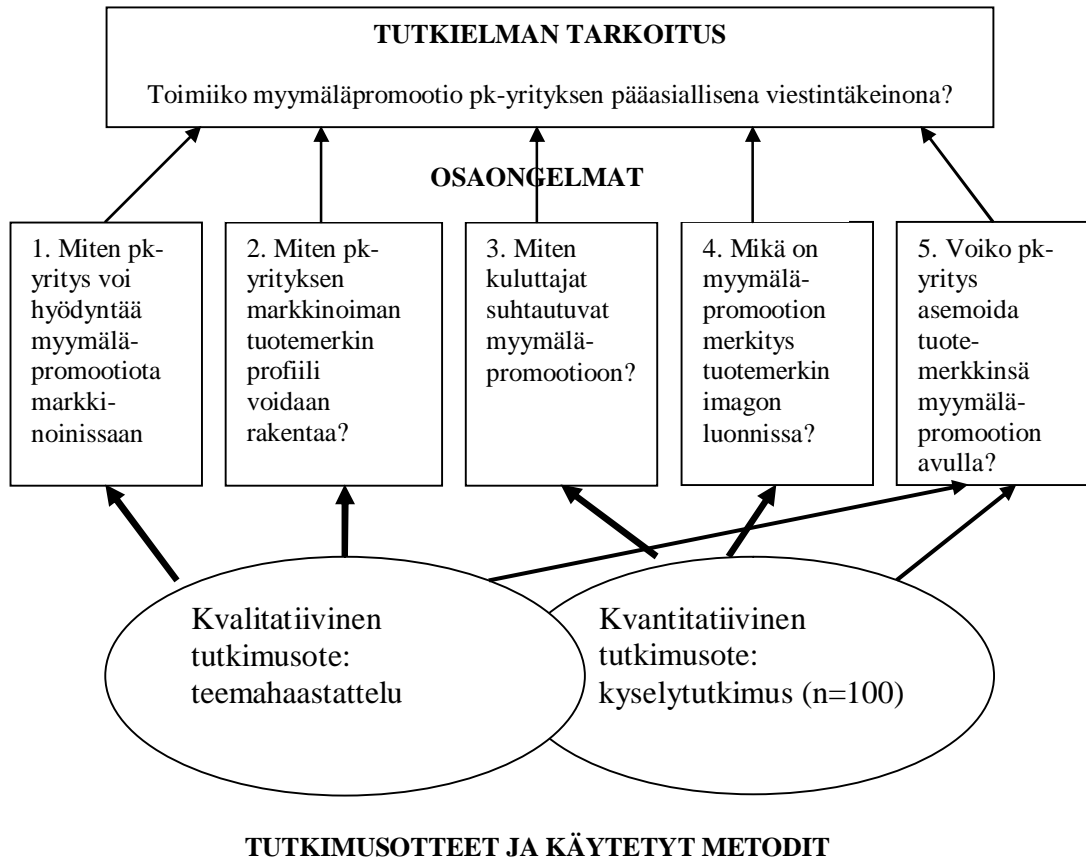 TUTKIELMAN TARKOITUS
Toimiiko myymäläpromootio pk-yrityksen pääasiallisena viestintäkeinona?
OSAONGELMAT
1. Miten pk-
yritys voi
hyödyntää
myymälä-
promootiota
markki-
noinissaan
2. Miten pk-
yrityksen
markkinoiman
tuotemerkin
profiili
voidaan
rakentaa?
3. Miten
kuluttajat
suhtautuvat
myymälä-
promootioon?
4. Mikä on
myymälä-
promootion
merkitys
tuotemerkin
imagon
luonnissa?
5. Voiko pk-
yritys
asemoida
tuote-
merkkinsä
myymälä-
promootion
avulla?
Kvalitatiivinen
tutkimusote:
teemahaastattelu
Kvantitatiivinen
tutkimusote:
kyselytutkimus (n=100)
TUTKIMUSOTTEET JA KÄYTETYT METODIT